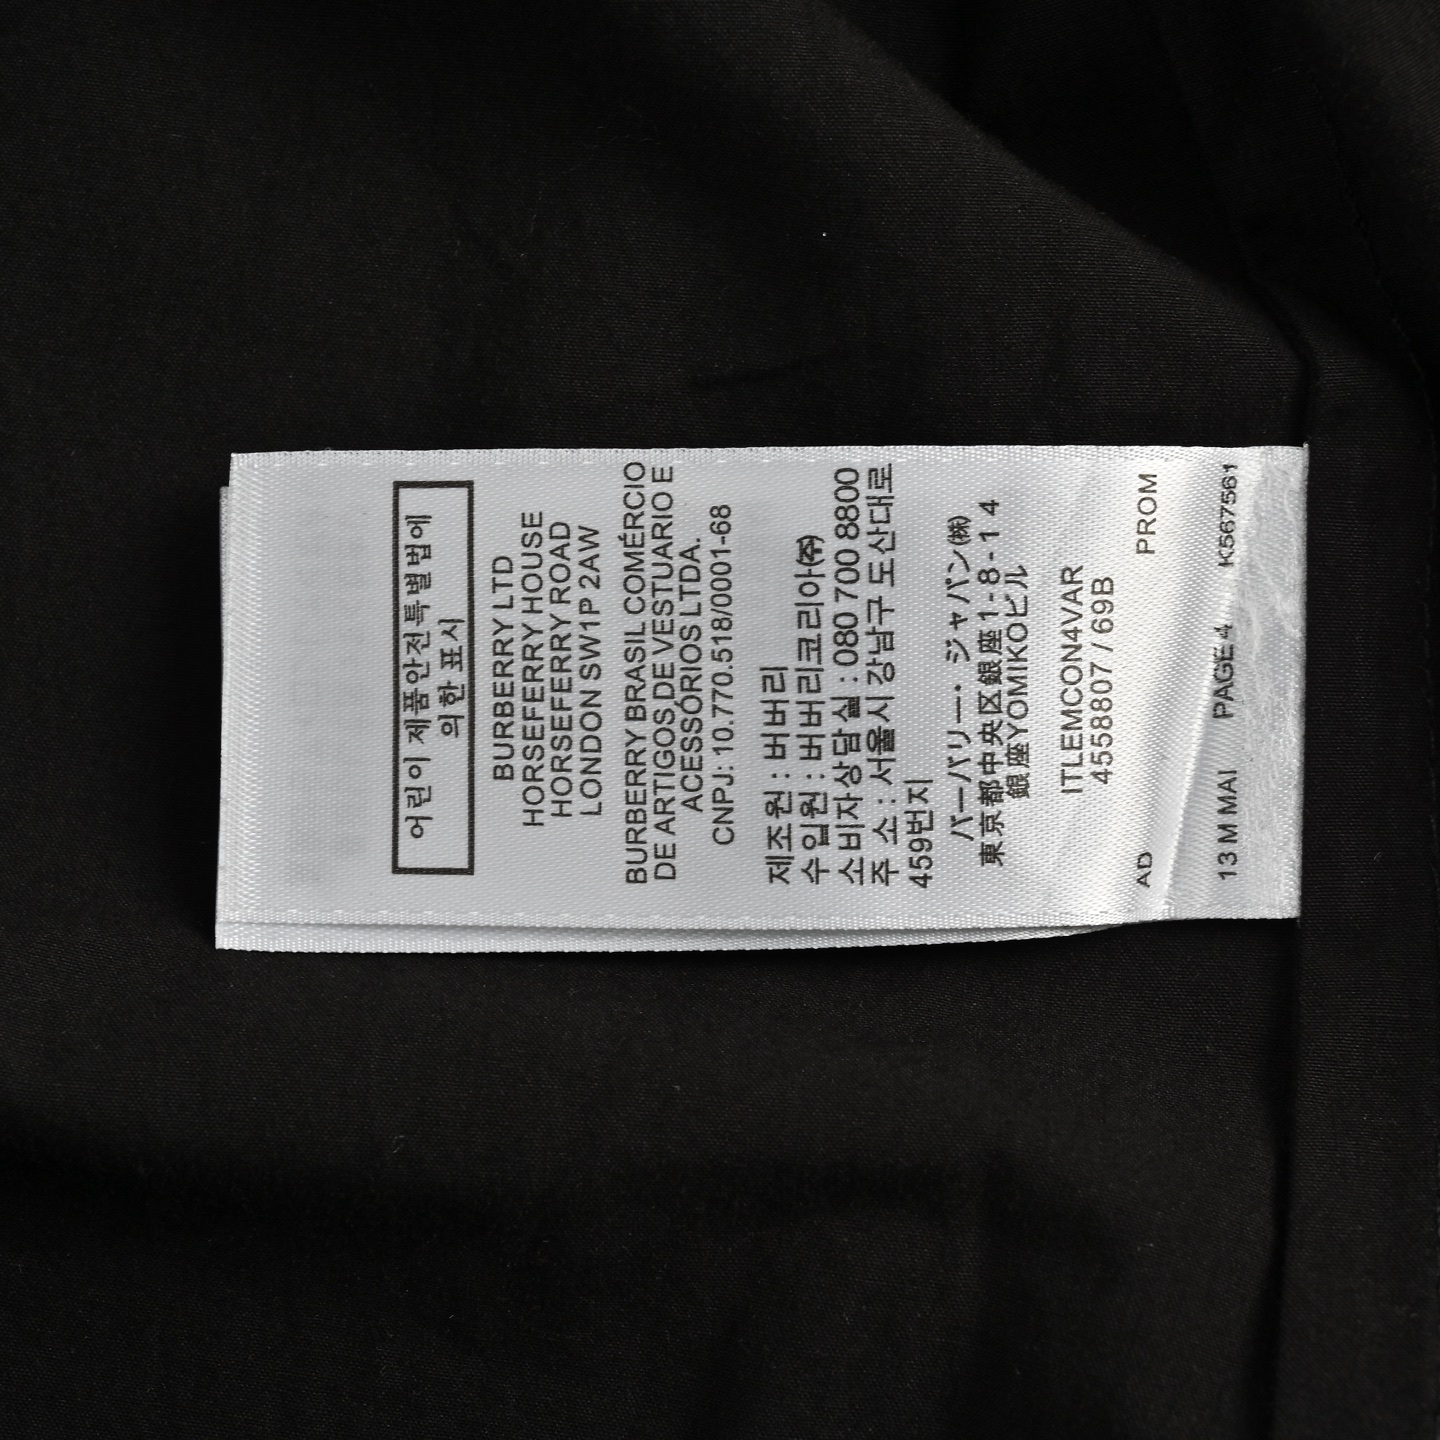 어린이 제품안전특별법에
의한 표시
BURBERRY LTD
HORSEFERRY HOUSE
HORSEFERRY ROAD
LONDON SW1P 2AW
BURBERRY BRASIL COMÉRCIO
DE ARTIGOS DE VESTUARIO E
ACESSÓRIOS LTDA.
CNPJ: 10.770.518/0001-68
제조원 : 버버리
수입원 : 버버리코리아㈜
소비자상담실 : 080 700 8800
주 소 : 서울시 강남구 도산대로
459번지
バーバリー・ジャパン㈱
東京都中央区銀座1-8-14
銀座YOMIKOビル
ITLEMCON4VAR
4558807 / 69B
AD PROM
13 M MAI PAGE4 K567561